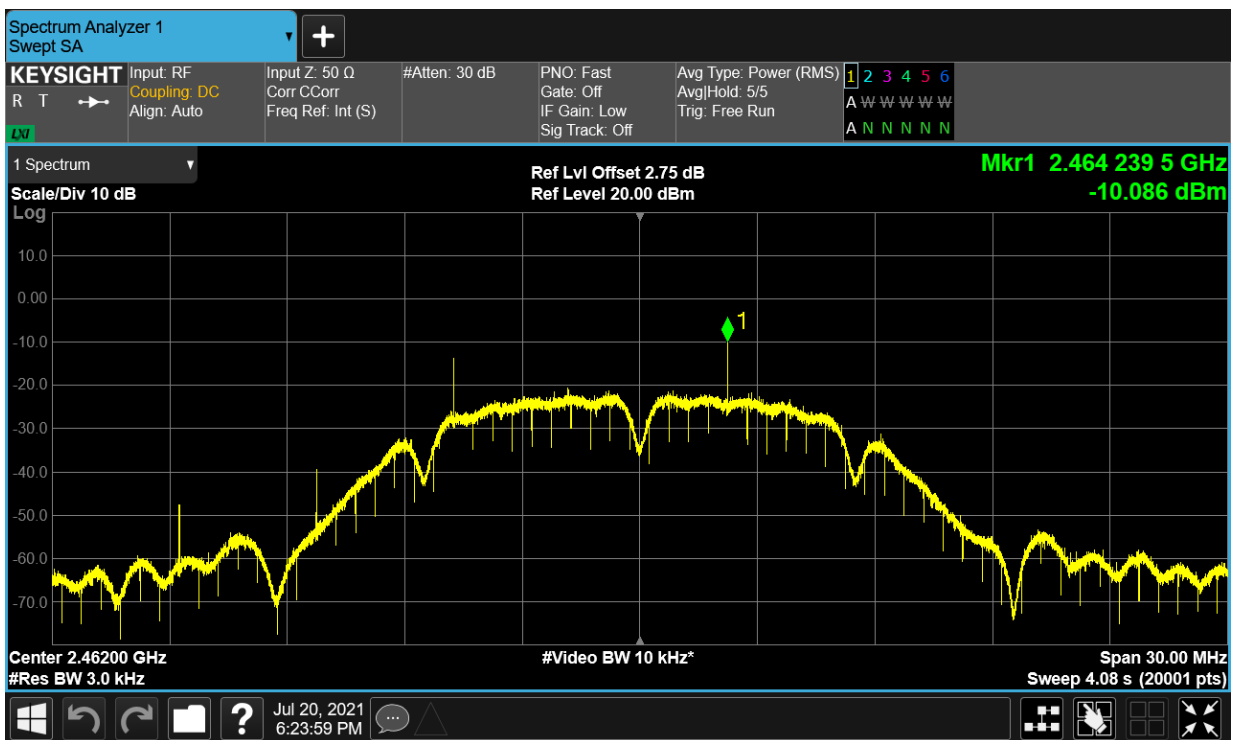 Spectrum Analyzer 1
Swept SA
KEYSIGHT
R T
LXI
Input: RF
Coupling: DC
Align: Auto
Input Z: 50 Ω
Corr CCorr
Freq Ref: Int (S)
#Atten: 30 dB
PNO: Fast
Gate: Off
IF Gain: Low
Sig Track: Off
Avg Type: Power (RMS)
Avg|Hold: 5/5
Trig: Free Run
1 2 3 4 5 6
A W W W W W
A N N N N N
1 Spectrum
Scale/Div 10 dB
Log
Ref Lvl Offset 2.75 dB
Ref Level 20.00 dBm
Mkr1 2.464 239 5 GHz
-10.086 dBm
10.0
0.00
1
-10.0
-20.0
-30.0
-40.0
-50.0
-60.0
-70.0
Center 2.46200 GHz
#Video BW 10 kHz*
Span 30.00 MHz
#Res BW 3.0 kHz
Sweep 4.08 s (20001 pts)
?
Jul 20, 2021
6:23:59 PM